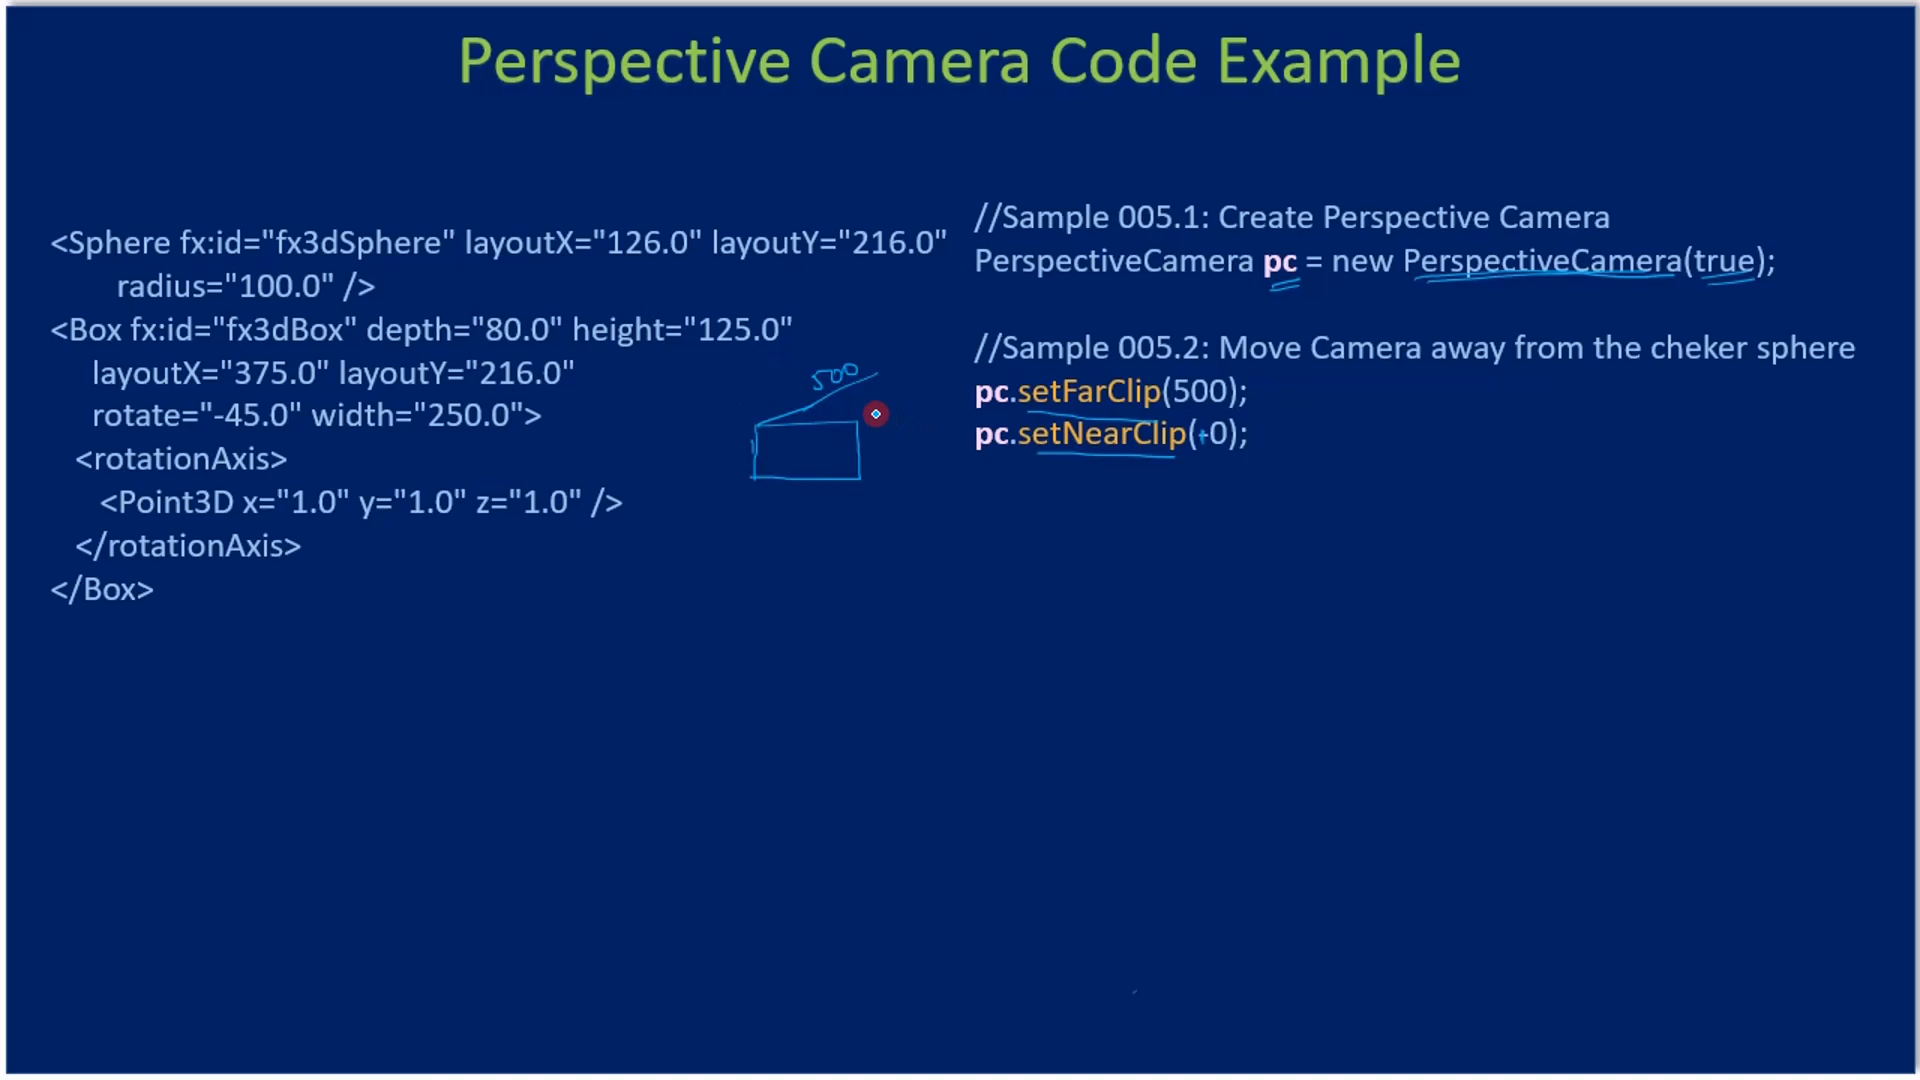 Perspective Camera Code Example
<Sphere fx:id="fx3dSphere" layoutX="126.0" layoutY="216.0"
radius="100.0" />
<Box fx:id="fx3dBox" depth="80.0" height="125.0"
layoutX="375.0" layoutY="216.0"
rotate="-45.0" width="250.0">
<rotationAxis>
<Point3D x="1.0" y="1.0" z="1.0" />
</rotationAxis>
</Box>
500
//Sample 005.1: Create Perspective Camera
PerspectiveCamera pc = new PerspectiveCamera(true);
//Sample 005.2: Move Camera away from the cheker sphere
pc.setFarClip(500);
pc.setNearClip(+0);